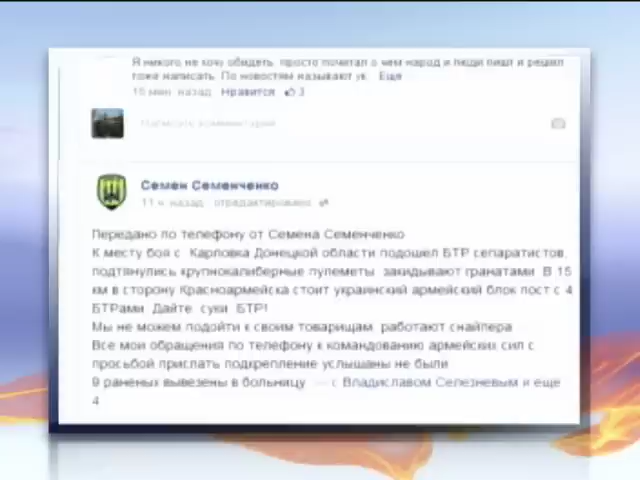 Я никого не хочу обидеть, просто почитал о чем народ и люди пишт и решил
тоже написать. По новостям называют ук Еще
15 мин. назад Нравится 3
Написать комментарий
Семен Семенченко
11 ч. назад отредактировано
Передано по телефону от Семена Семенченко
К месту боя с. Карловка Донецкой области подошел БТР сепаратистов,
подтянулись крупнокалиберные пулеметы закидывают гранатами В 15
км в сторону Красноармейска стоит украинский армейский блок пост с 4
БТРами Дайте суки БТР!
Мы не можем подойти к своим товарищам работают снайпера
Все мои обращения по телефону к командованию армейских сил с
просьбой прислать подкрепление услышаны не были
9 раненых вывезены в больницу — с Владиславом Селезневым и еще
4